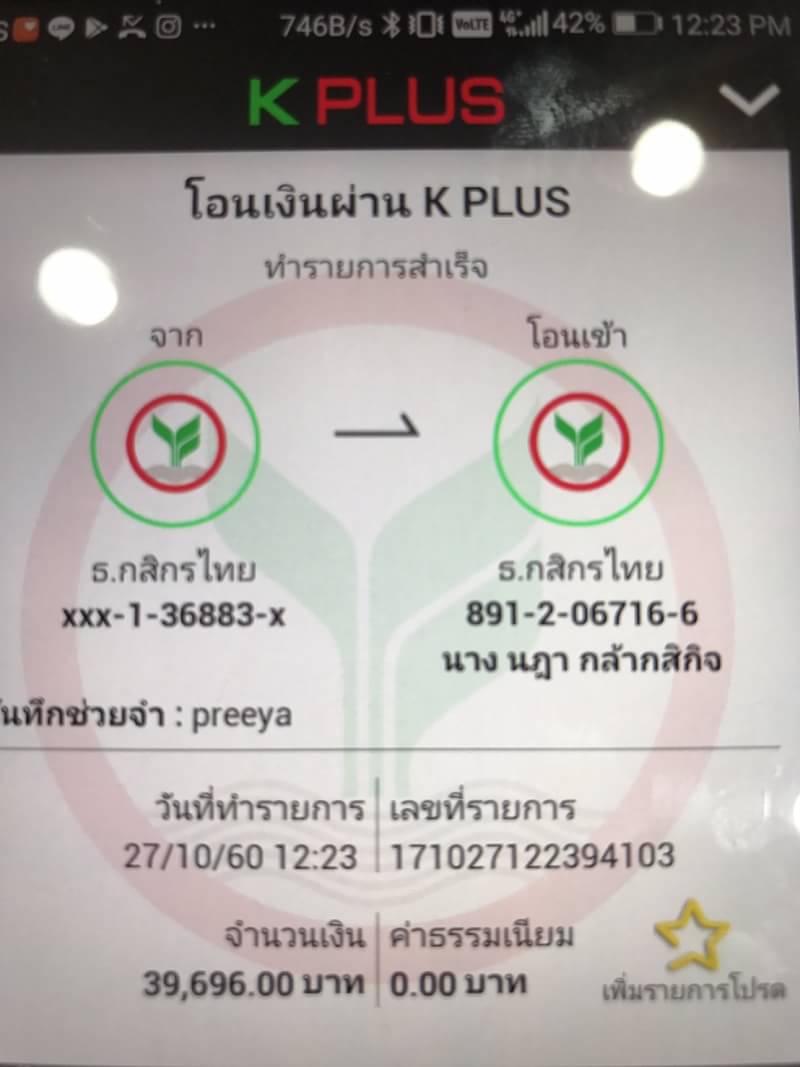 746B/s VoLTE 4G+ 42% 12:23 PM
K PLUS
โอนเงินผ่าน K PLUS
ทำรายการสำเร็จ
จาก โอนเข้า
ธ.กสิกรไทย ธ.กสิกรไทย
xxx-1-36883-x 891-2-06716-6
นาง นฎา กล้ากสิกิจ
ันทึกช่วยจำ : preeya
วันที่ทำรายการ เลขที่รายการ
27/10/60 12:23 171027122394103
จำนวนเงิน ค่าธรรมเนียม
39,696.00 บาท 0.00 บาท
เพิ่มรายการโปรด